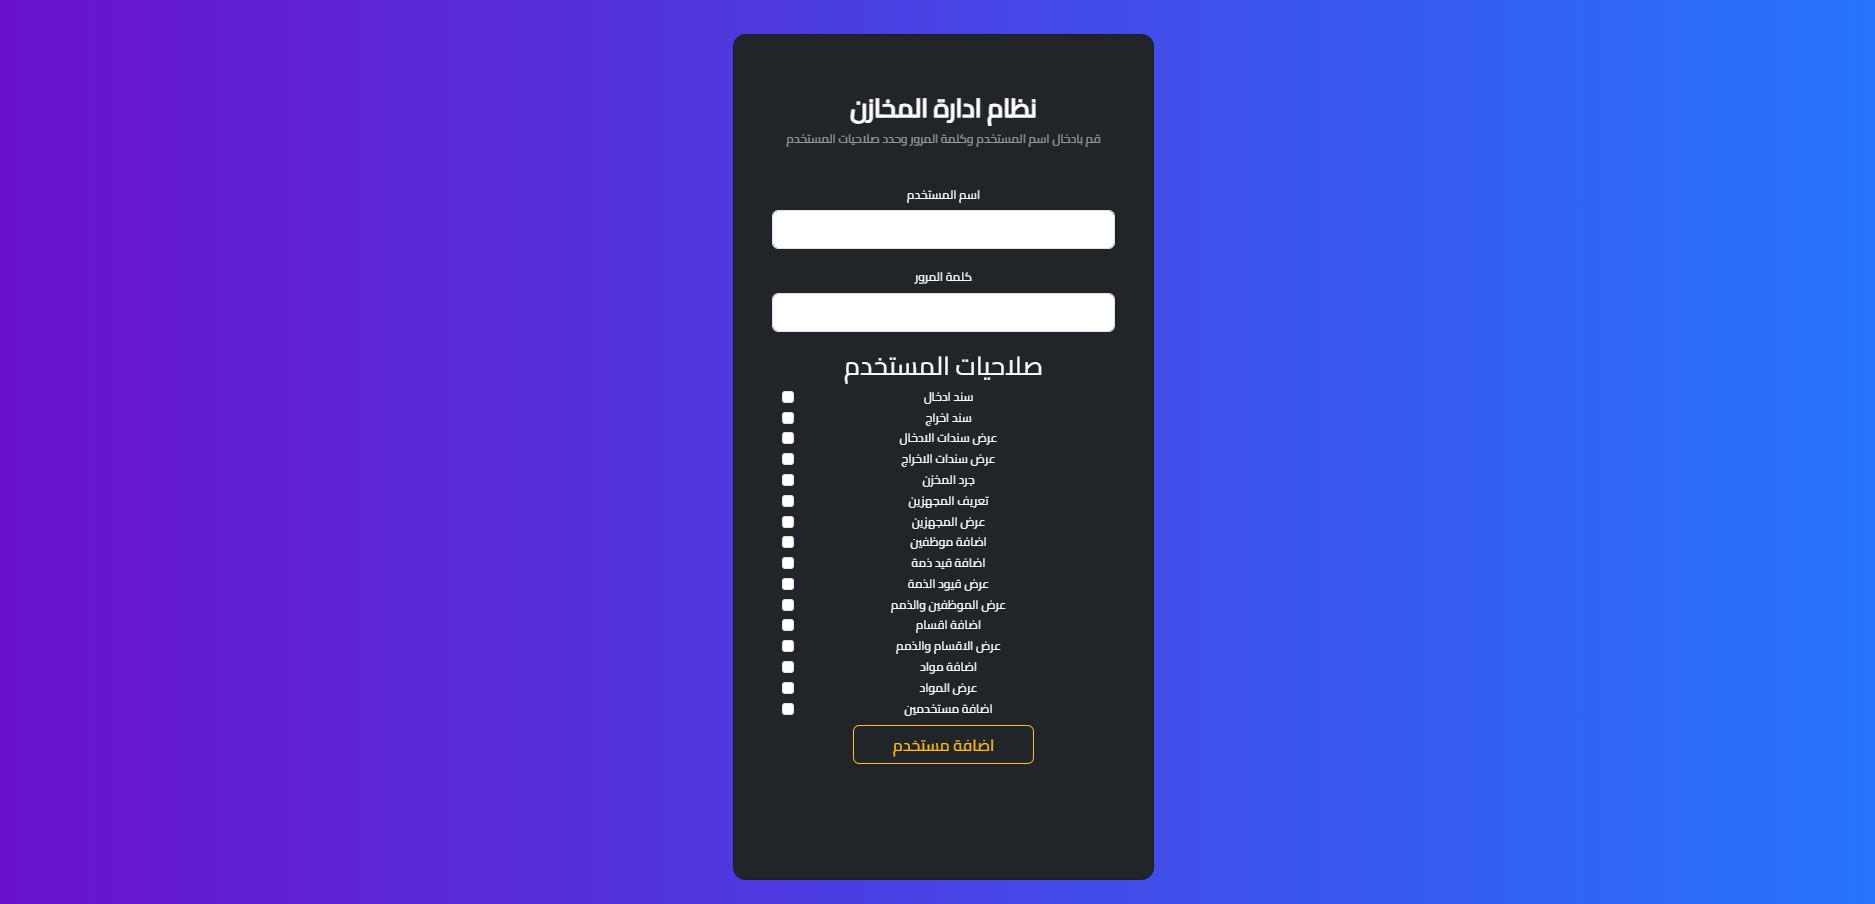 نظام ادارة المخازن
قم بادخال اسم المستخدم وكلمة المرور وحدد صلاحيات المستخدم
اسم المستخدم
كلمة المرور
صلاحيات المستخدم
سند ادخال
سند اخراج
عرض سندات الادخال
عرض سندات الاخراج
جرد المخزن
تعريف المجهزين
عرض المجهزين
اضافة موظفين
اضافة قيد ذمة
عرض قيود الذمة
عرض الموظفين والذمم
اضافة اقسام
عرض الاقسام والذمم
اضافة مواد
عرض المواد
اضافة مستخدمين
اضافة مستخدم